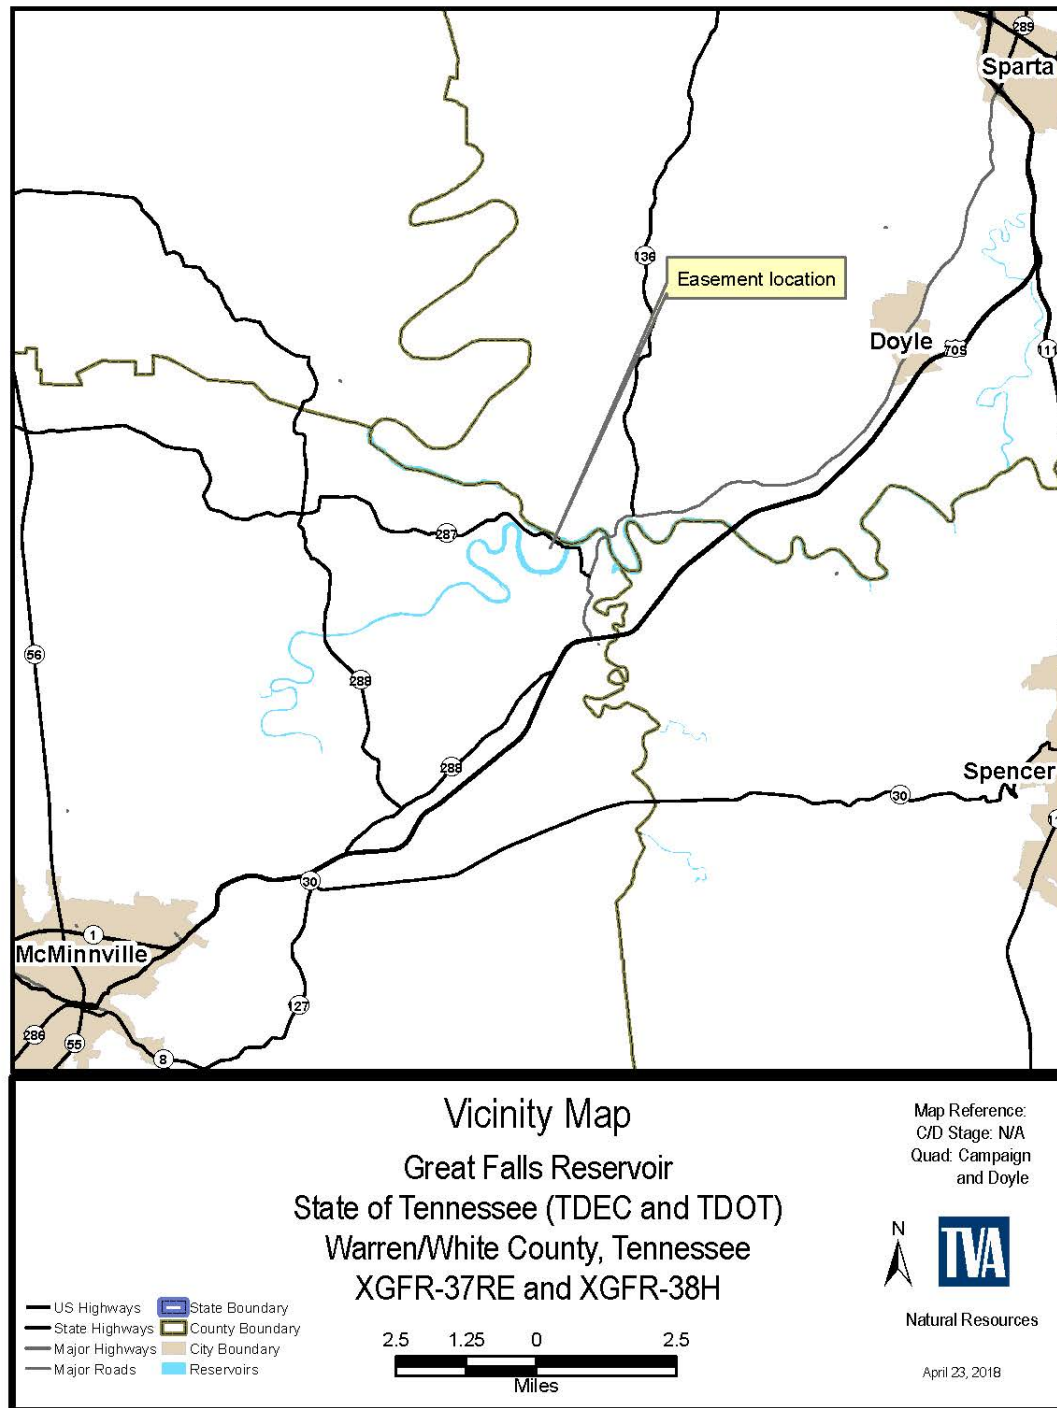 289
Sparta
136
Easement location
Doyle
70S
111
287
56
288
288
Spencer
30
30
1
McMinnville
127
286
55
8
Vicinity Map
Great Falls Reservoir
State of Tennessee (TDEC and TDOT)
Warren/White County, Tennessee
XGFR-37RE and XGFR-38H
Map Reference:
C/D Stage: N/A
Quad: Campaign
and Doyle
N
TVA
Natural Resources
April 23, 2018
US Highways
State Highways
Major Highways
Major Roads
State Boundary
County Boundary
City Boundary
Reservoirs
2.5 1.25 0 2.5
Miles